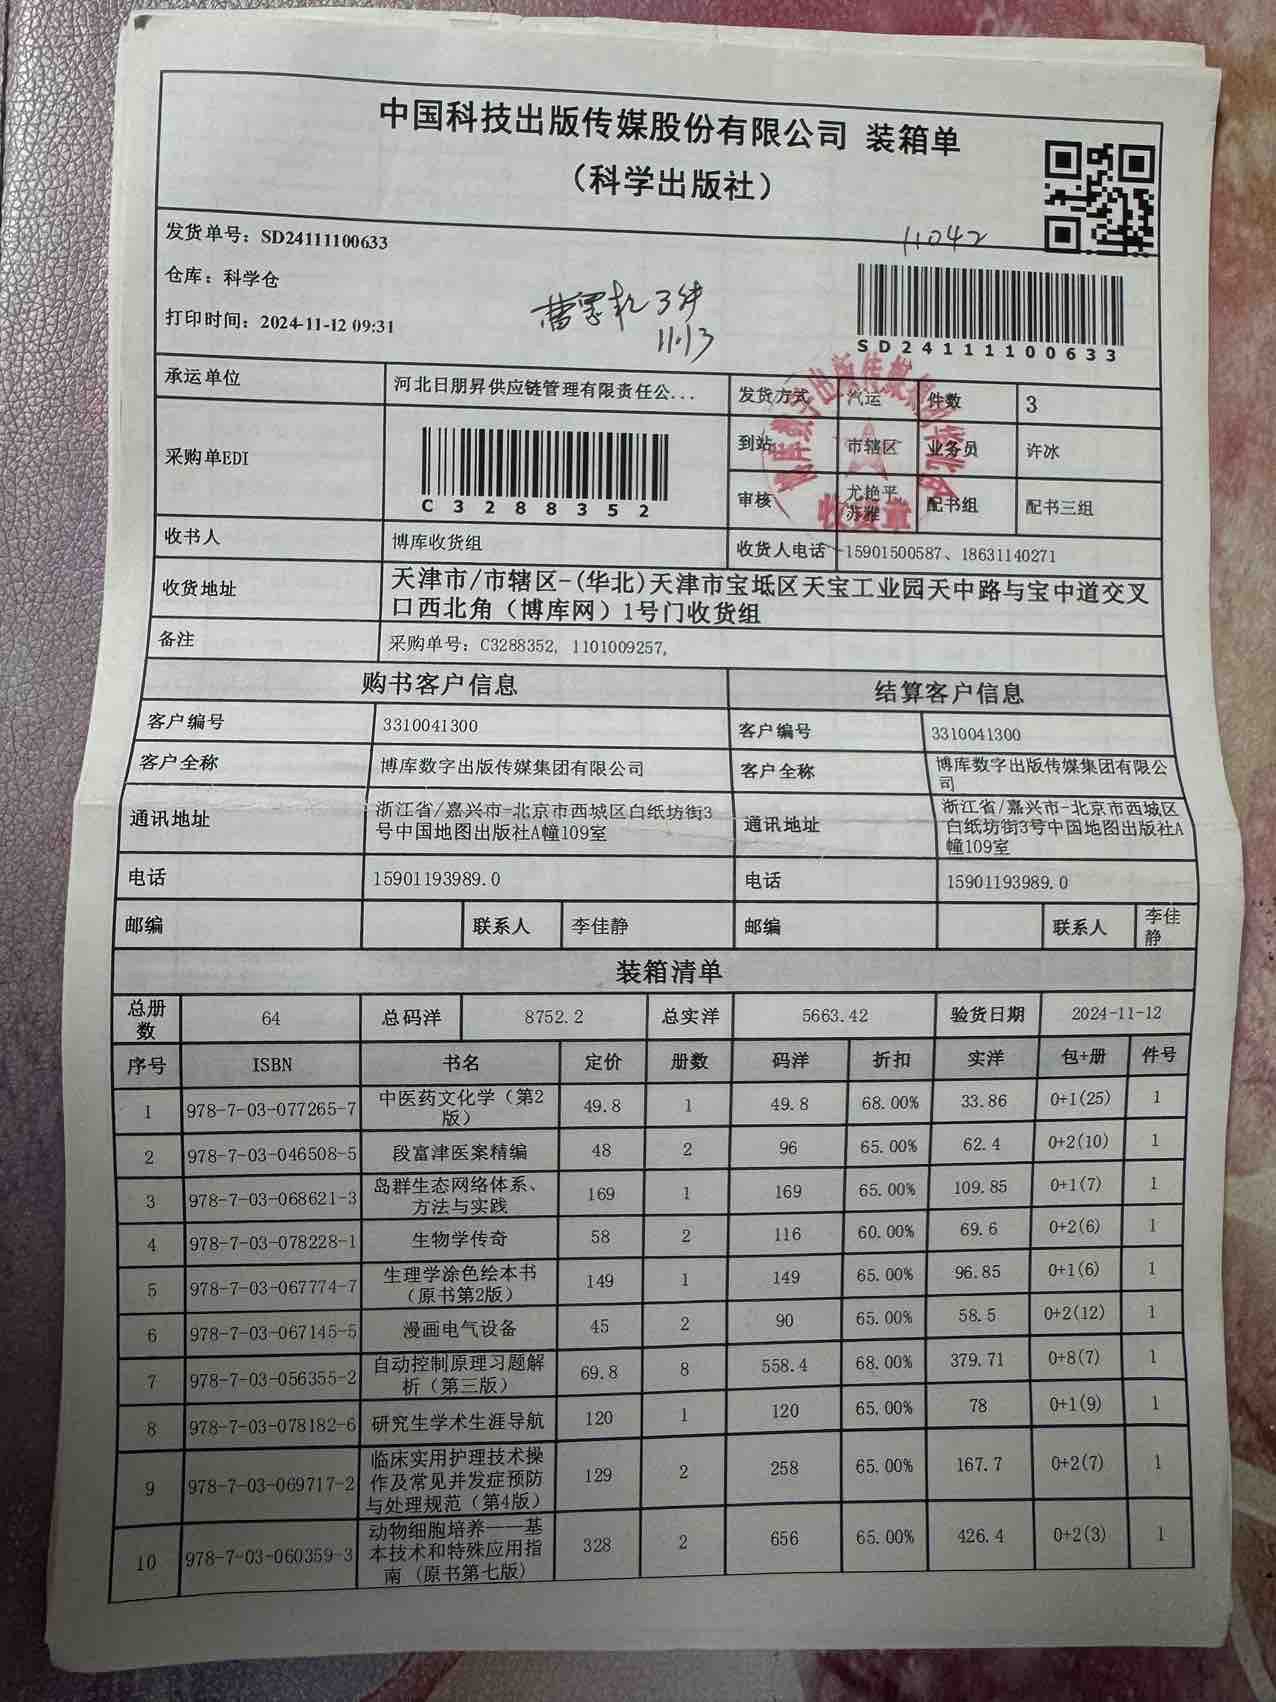 中国科技出版传媒股份有限公司 装箱单
（科学出版社）
发货单号：SD24111100633
11042
仓库：科学仓
打印时间：2024-11-12 09:31
3件
11.13
SD24111100633
承运单位 河北日朋昇供应链管理有限责任公... 发货方式 汽运 件数 3
采购单EDI C3288352 到站 市辖区 业务员 许冰
审核 尤艳平, 苏雅 配书组 配书三组
收书人 博库收货组 收货人电话 15901500587、18631140271
收货地址 天津市/市辖区-(华北)天津市宝坻区天宝工业园天中路与宝中道交叉
口西北角（博库网）1号门收货组
备注 采购单号：C3288352, 1101009257,
购书客户信息 结算客户信息
客户编号 3310041300 客户编号 3310041300
客户全称 博库数字出版传媒集团有限公司 客户全称 博库数字出版传媒集团有限公
司
通讯地址 浙江省/嘉兴市-北京市西城区白纸坊街3
号中国地图出版社A幢109室 通讯地址 浙江省/嘉兴市-北京市西城区
白纸坊街3号中国地图出版社A
幢109室
电话 15901193989.0 电话 15901193989.0
邮编 联系人 李佳静 邮编 联系人 李佳
静
装箱清单
总册数 64 总码洋 8752.2 总实洋 5663.42 验货日期 2024-11-12
序号 ISBN 书名 定价 册数 码洋 折扣 实洋 包+册 件号
1 978-7-03-077265-7 中医药文化学（第2版） 49.8 1 49.8 68.00% 33.86 0+1(25) 1
2 978-7-03-046508-5 段富津医案精编 48 2 96 65.00% 62.4 0+2(10) 1
3 978-7-03-068621-3 岛群生态网络体系、方法与实践 169 1 169 65.00% 109.85 0+1(7) 1
4 978-7-03-078228-1 生物学传奇 58 2 116 60.00% 69.6 0+2(6) 1
5 978-7-03-067774-7 生理学涂色绘本书（原书第2版） 149 1 149 65.00% 96.85 0+1(6) 1
6 978-7-03-067145-5 漫画电气设备 45 2 90 65.00% 58.5 0+2(12) 1
7 978-7-03-056355-2 自动控制原理习题解析（第三版） 69.8 8 558.4 68.00% 379.71 0+8(7) 1
8 978-7-03-078182-6 研究生学术生涯导航 120 1 120 65.00% 78 0+1(9) 1
9 978-7-03-069717-2 临床实用护理技术操作及常见并发症预防与处理规范（第4版） 129 2 258 65.00% 167.7 0+2(7) 1
10 978-7-03-060359-3 动物细胞培养——基本技术和特殊应用指南（原书第七版） 328 2 656 65.00% 426.4 0+2(3) 1